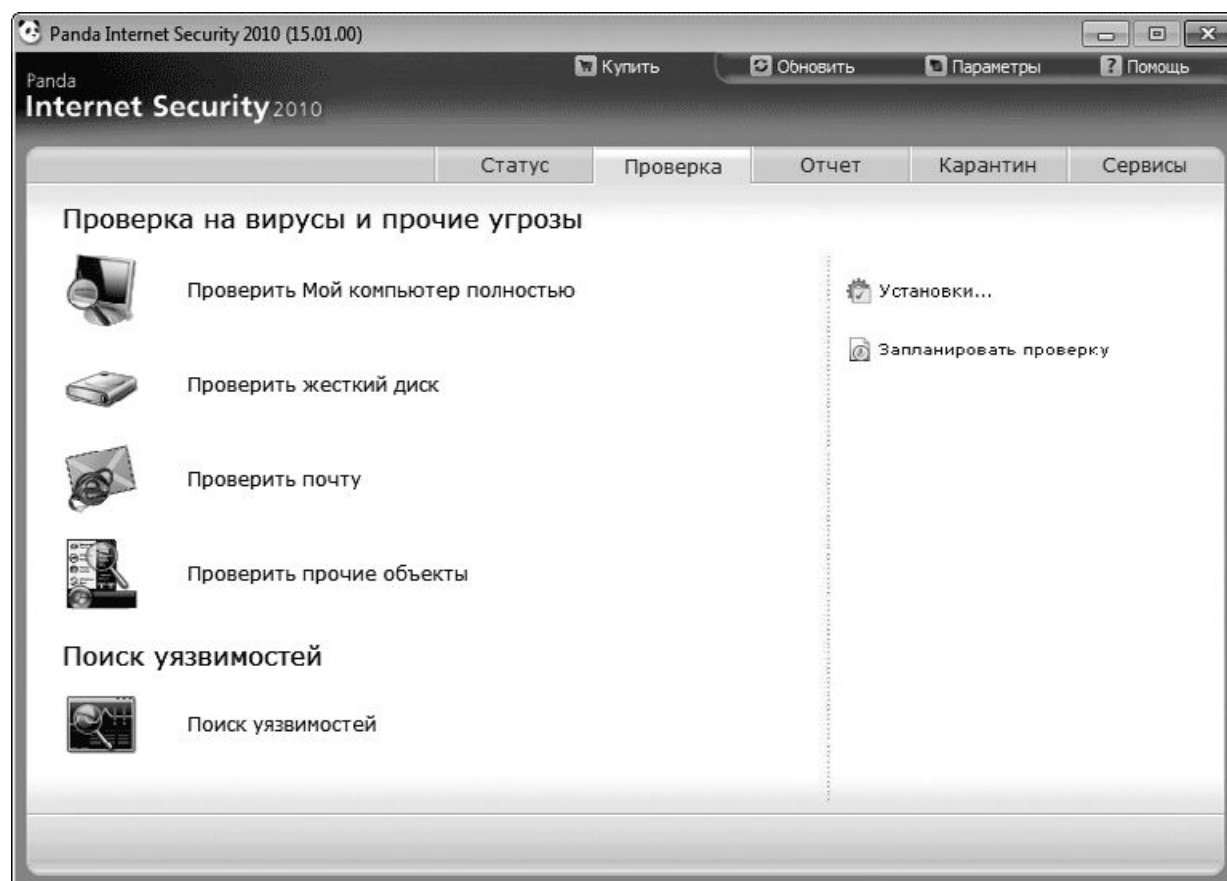 Panda Internet Security 2010 (15.01.00)
Купить
Обновить
Параметры
Помощь
Panda
Internet Security 2010
Статус
Проверка
Отчет
Карантин
Сервисы
Проверка на вирусы и прочие угрозы
Проверить Мой компьютер полностью
Установки...
Запланировать проверку
Проверить жесткий диск
Проверить почту
Проверить прочие объекты
Поиск уязвимостей
Поиск уязвимостей